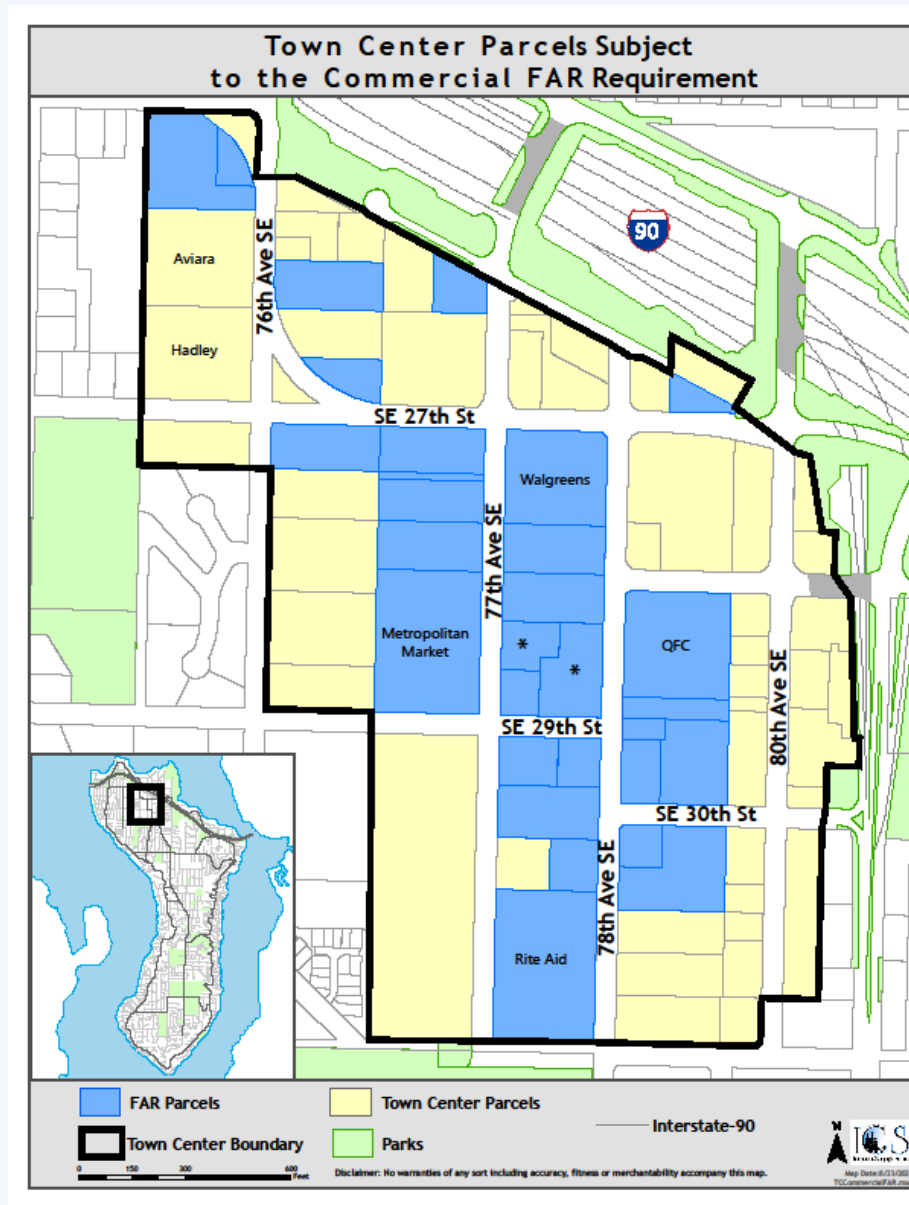 Town Center Parcels Subject
to the Commercial FAR Requirement
90
Aviara
76th Ave SE
Hadley
SE 27th St
Walgreens
77th Ave SE
Metropolitan
Market
*
*
QFC
80th Ave SE
SE 29th St
SE 30th St
78th Ave SE
Rite Aid
FAR Parcels
Town Center Parcels
Town Center Boundary
Parks
Interstate-90
N
0 150 300 600
Feet
Disclaimer: No warranties of any sort including accuracy, fitness or merchantability accompany this map.